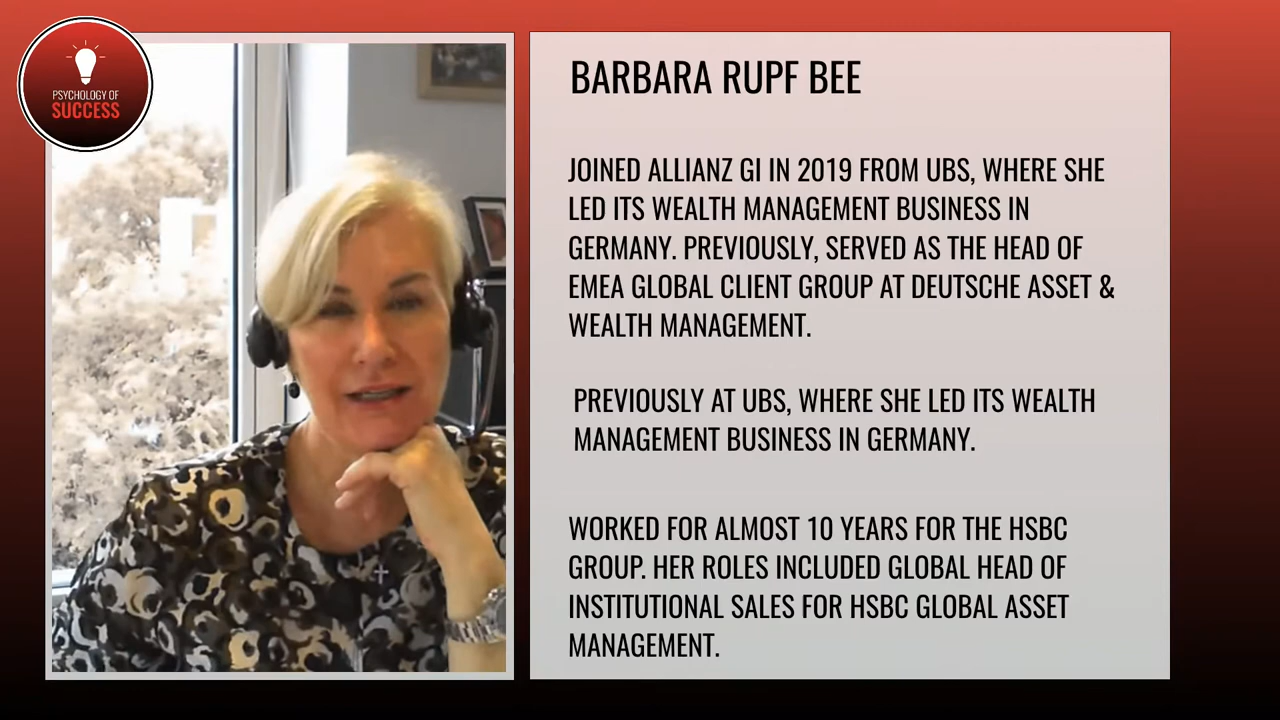 PSYCHOLOGY OF
SUCCESS
BARBARA RUPF BEE
JOINED ALLIANZ GI IN 2019 FROM UBS, WHERE SHE
LED ITS WEALTH MANAGEMENT BUSINESS IN
GERMANY. PREVIOUSLY, SERVED AS THE HEAD OF
EMEA GLOBAL CLIENT GROUP AT DEUTSCHE ASSET &
WEALTH MANAGEMENT.
PREVIOUSLY AT UBS, WHERE SHE LED ITS WEALTH
MANAGEMENT BUSINESS IN GERMANY.
WORKED FOR ALMOST 10 YEARS FOR THE HSBC
GROUP. HER ROLES INCLUDED GLOBAL HEAD OF
INSTITUTIONAL SALES FOR HSBC GLOBAL ASSET
MANAGEMENT.